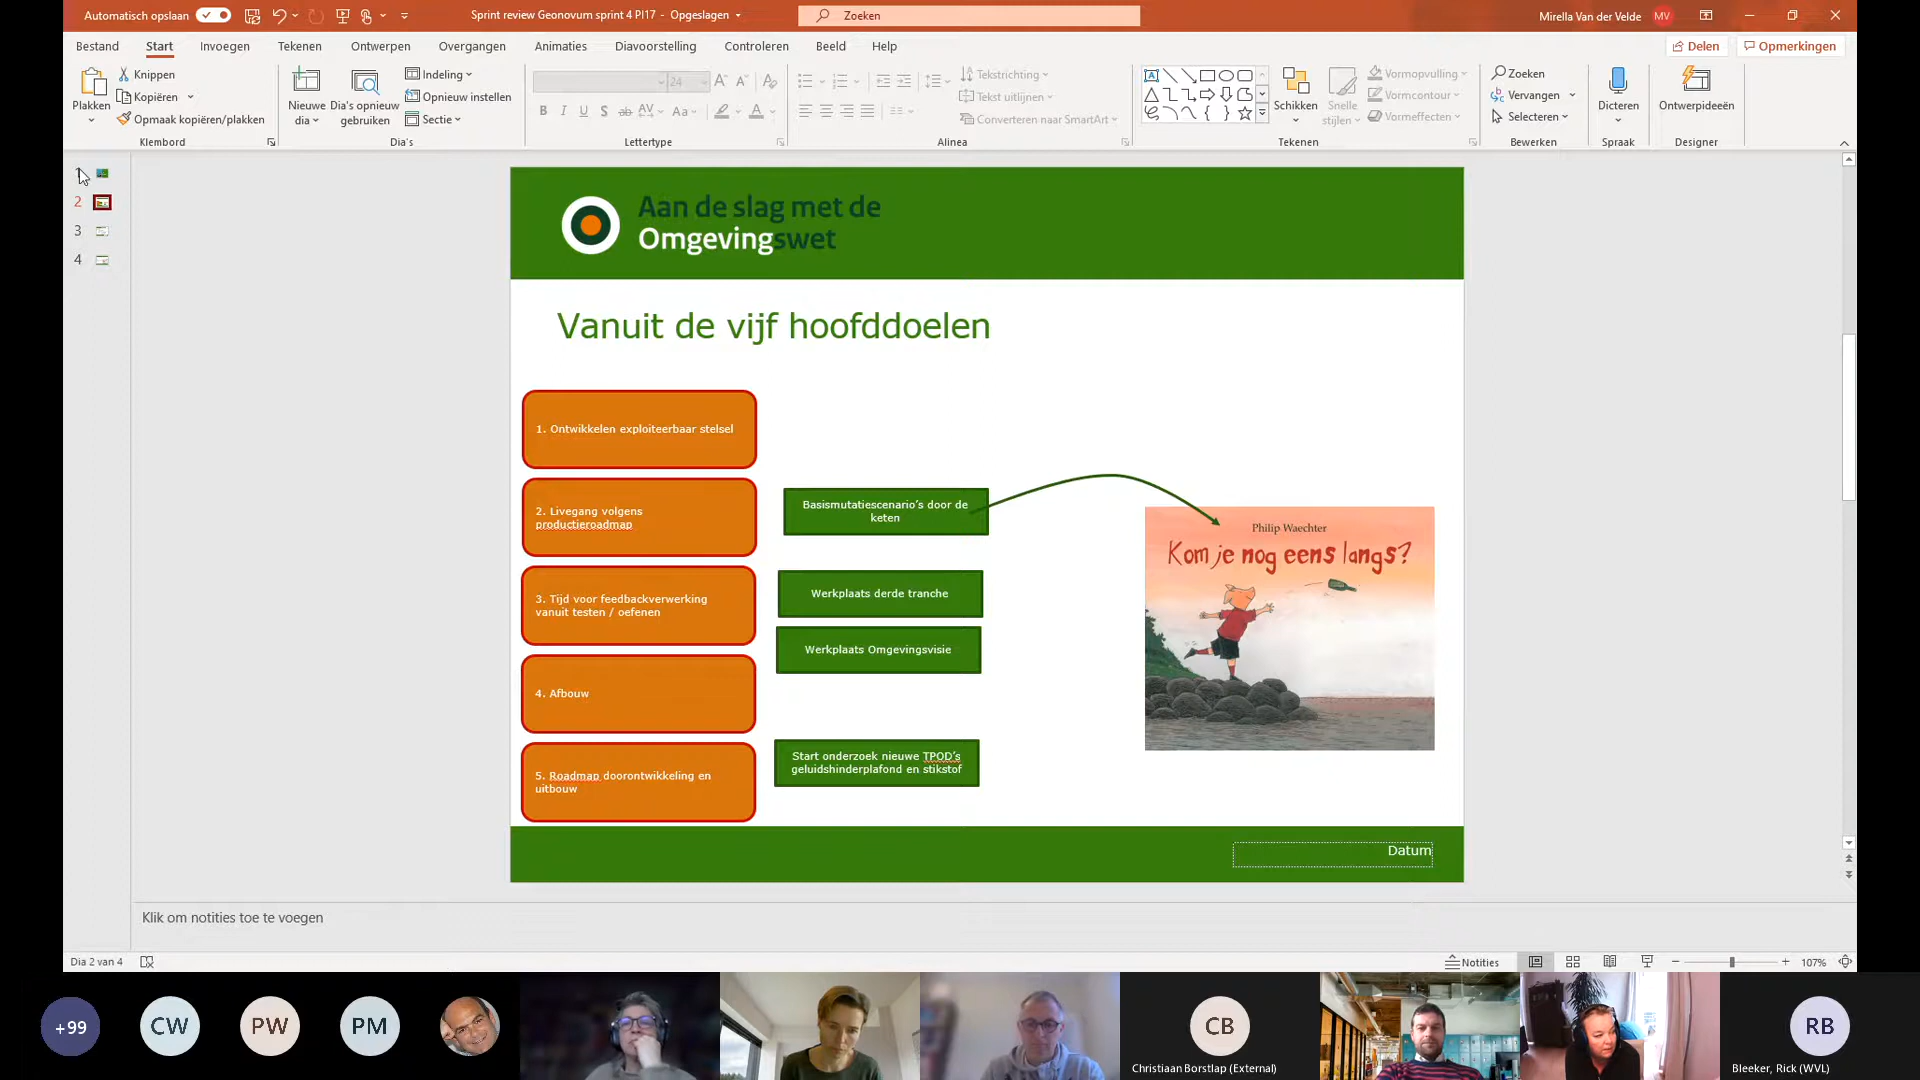 Automatisch opslaan
Sprint review Geonovum sprint 4 PI17 - Opgeslagen
Zoeken
Mirella Van der Velde
MV
Bestand
Start
Invoegen
Tekenen
Ontwerpen
Overgangen
Animaties
Diavoorstelling
Controleren
Beeld
Help
Delen
Opmerkingen
Plakken
Knippen
Kopiëren
Opmaak kopiëren/plakken
Klembord
Nieuwe
dia
Dia's opnieuw
gebruiken
Indeling
Opnieuw instellen
Sectie
Dia's
24
Lettertype
Tekstrichting
Tekst uitlijnen
Converteren naar SmartArt
Alinea
Schikken
Snelle
stijlen
Vormopvulling
Vormcontour
Vormeffecten
Tekenen
Zoeken
Vervangen
Selecteren
Bewerken
Dicteren
Spraak
Ontwerpideeën
Designer
2
3
4
Aan de slag met de
Omgevingswet
Vanuit de vijf hoofddoelen
1. Ontwikkelen exploiteerbaar stelsel
2. Livegang volgens
productieroadmap
3. Tijd voor feedbackverwerking
vanuit testen / oefenen
4. Afbouw
5. Roadmap doorontwikkeling en
uitbouw
Basismutatiescenario's door de
keten
Werkplaats derde tranche
Werkplaats Omgevingsvisie
Start onderzoek nieuwe TPOD's
geluidshinderplafond en stikstof
Philip Waechter
Kom je nog eens langs?
Datum
Klik om notities toe te voegen
Dia 2 van 4
Notities
107%
+99
CW
PW
PM
CB
Christiaan Borstlap (External)
RB
Bleeker, Rick (WVL)